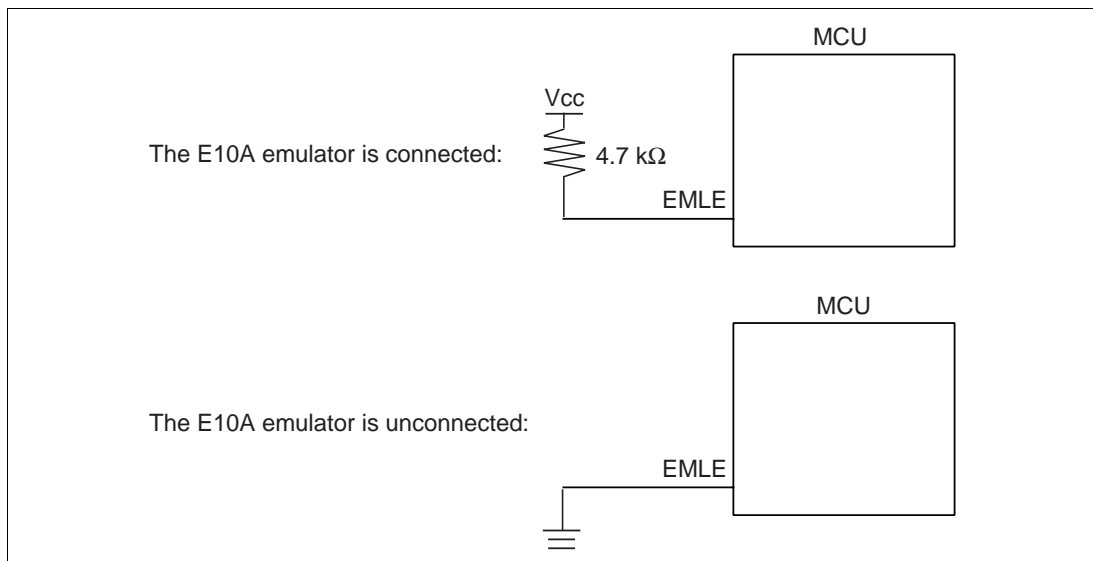 MCU
Vcc
The E10A emulator is connected:
4.7 kΩ
EMLE
MCU
The E10A emulator is unconnected:
EMLE